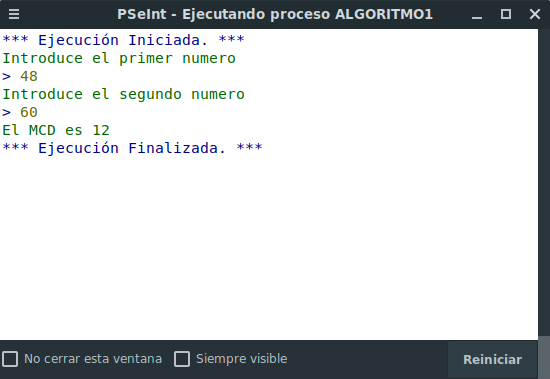 PSeInt - Ejecutando proceso ALGORITMO1
*** Ejecución Iniciada. ***
Introduce el primer numero
> 48
Introduce el segundo numero
> 60
El MCD es 12
*** Ejecución Finalizada. ***
No cerrar esta ventana Siempre visible Reiniciar